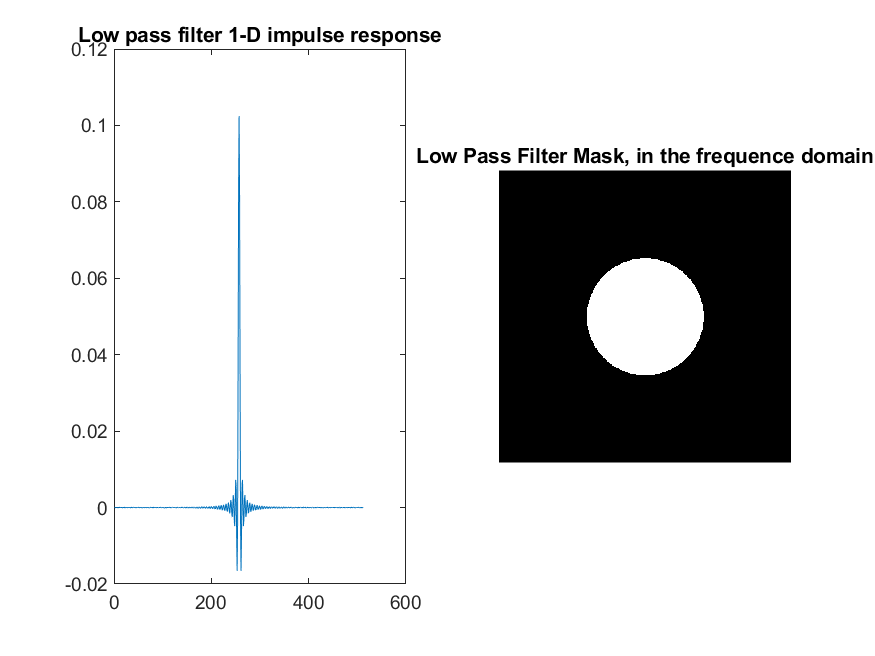 Low pass filter 1-D impulse response
0.12
0.1
0.08
0.06
0.04
0.02
0
-0.02
0 200 400 600
Low Pass Filter Mask, in the frequence domain